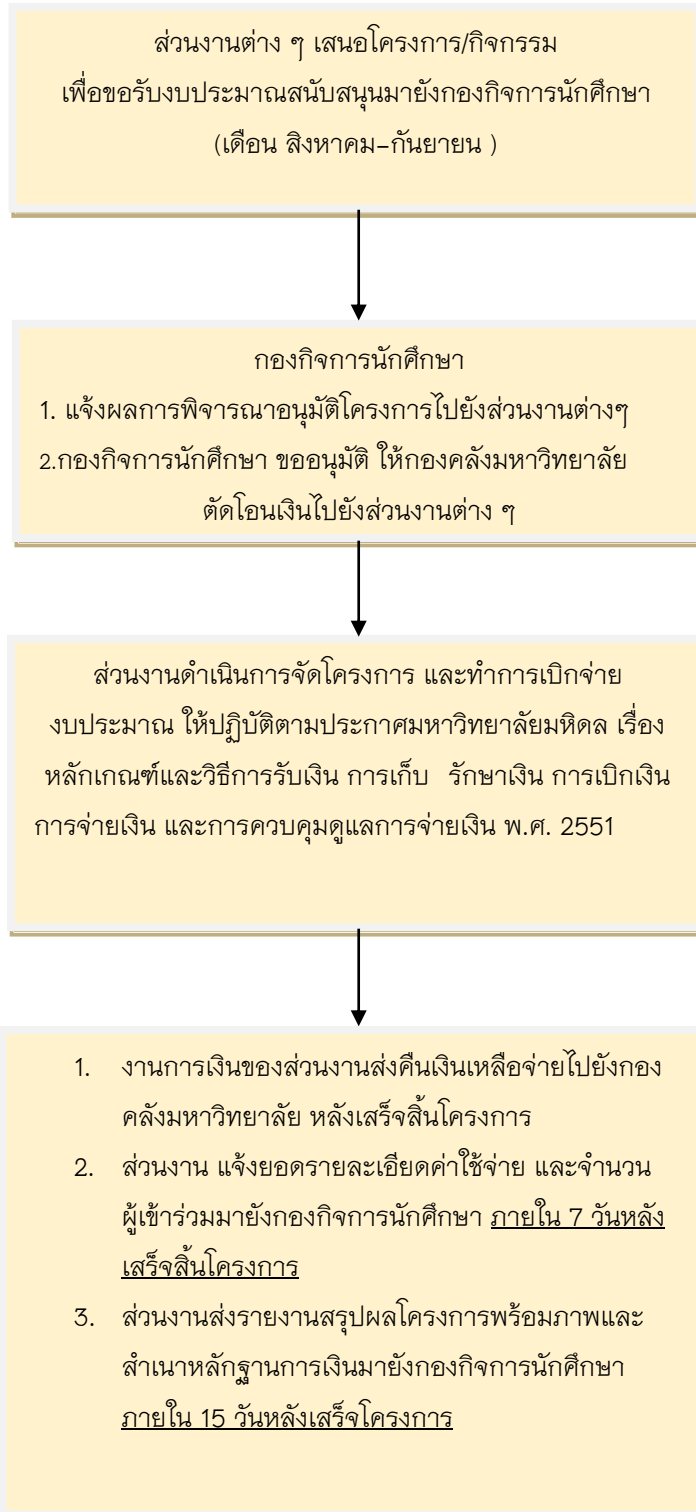 ส่วนงานต่าง ๆ เสนอโครงการ/กิจกรรม
เพื่อขอรับงบประมาณสนับสนุนมายังกองกิจการนักศึกษา
(เดือน สิงหาคม-กันยายน )
กองกิจการนักศึกษา
1. แจ้งผลการพิจารณาอนุมัติโครงการไปยังส่วนงานต่างๆ
2.กองกิจการนักศึกษา ขออนุมัติ ให้กองคลังมหาวิทยาลัย
ตัดโอนเงินไปยังส่วนงานต่าง ๆ
ส่วนงานดำเนินการจัดโครงการ และทำการเบิกจ่าย
งบประมาณ ให้ปฏิบัติตามประกาศมหาวิทยาลัยมหิดล เรื่อง
หลักเกณฑ์และวิธีการรับเงิน การเก็บ รักษาเงิน การเบิกเงิน
การจ่ายเงิน และการควบคุมดูแลการจ่ายเงิน พ.ศ. 2551
1. งานการเงินของส่วนงานส่งคืนเงินเหลือจ่ายไปยังกอง
คลังมหาวิทยาลัย หลังเสร็จสิ้นโครงการ
2. ส่วนงาน แจ้งยอดรายละเอียดค่าใช้จ่าย และจำนวน
ผู้เข้าร่วมมายังกองกิจการนักศึกษา ภายใน 7 วันหลัง
เสร็จสิ้นโครงการ
3. ส่วนงานส่งรายงานสรุปผลโครงการพร้อมภาพและ
สำเนาหลักฐานการเงินมายังกองกิจการนักศึกษา
ภายใน 15 วันหลังเสร็จโครงการ